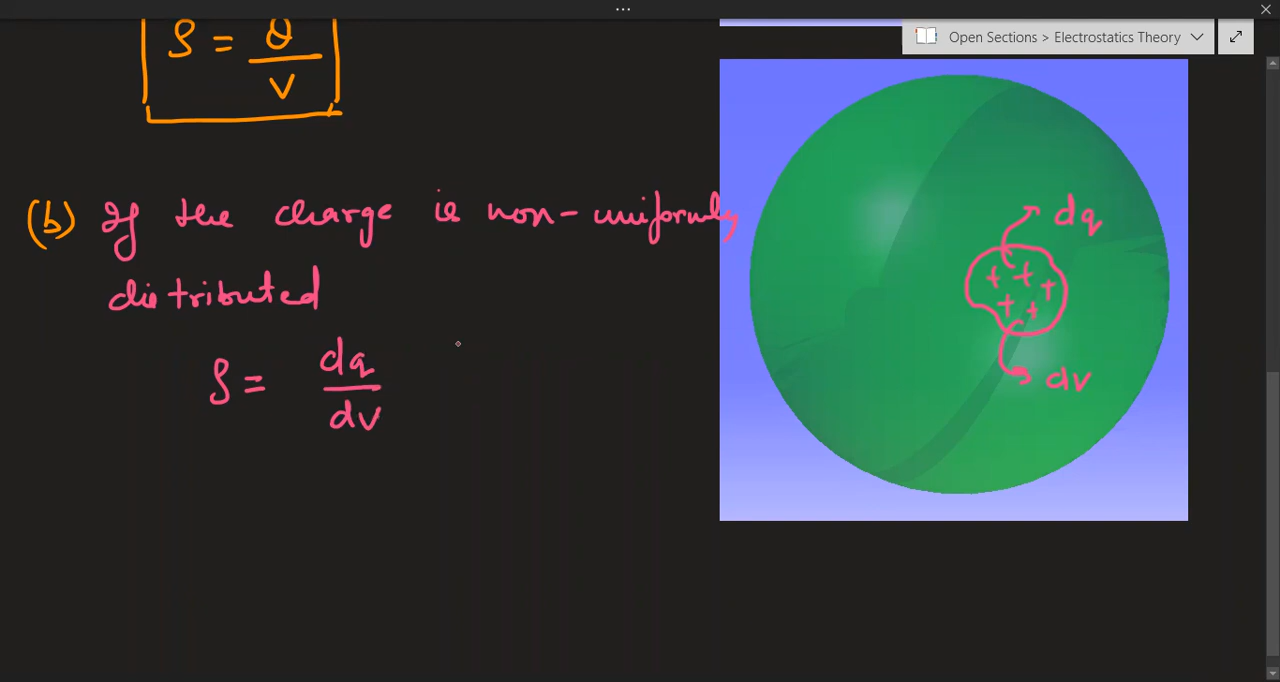 ρ = Q/V
Open Sections > Electrostatics Theory
(b) If the charge is non-uniformly
distributed
ρ = dq/dv
dq
+ + +
+ +
dv